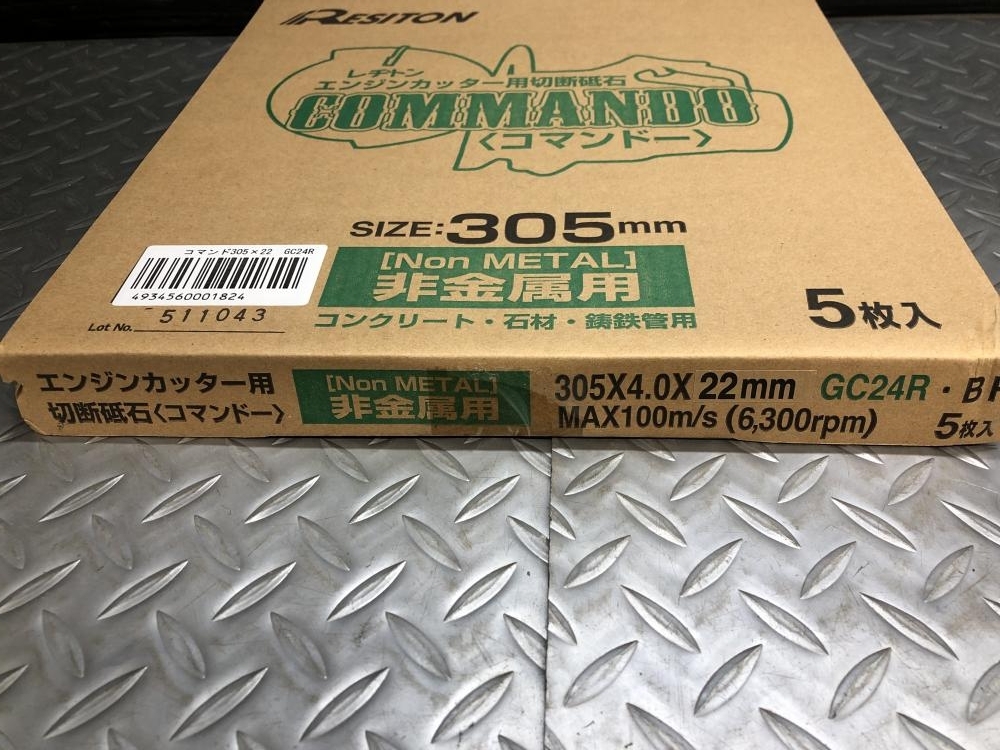 RESITON
レヂトン
エンジンカッター用切断砥石
COMMANDO
〈コマンドー〉
SIZE:305mm
[Non METAL]
非金属用
コンクリート・石材・鋳鉄管用
5枚入
コマンド305×22 GC24R
4934560001824
Lot No. 511043
エンジンカッター用
切断砥石〈コマンドー〉
[Non METAL]
非金属用
305X4.0X22mm GC24R・BF
MAX100m/s (6,300rpm)
5枚入